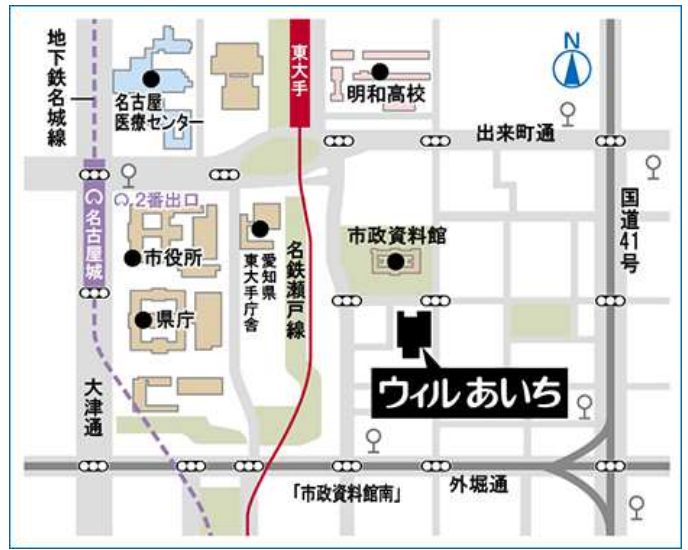 地下鉄名城線
名古屋
医療センター
東大手
明和高校
N
出来町通
2番出口
名古屋城
市役所
愛知県
東大手庁舎
名鉄瀬戸線
市政資料館
国道41号
県庁
ウィルあいち
大津通
「市政資料館南」
外堀通